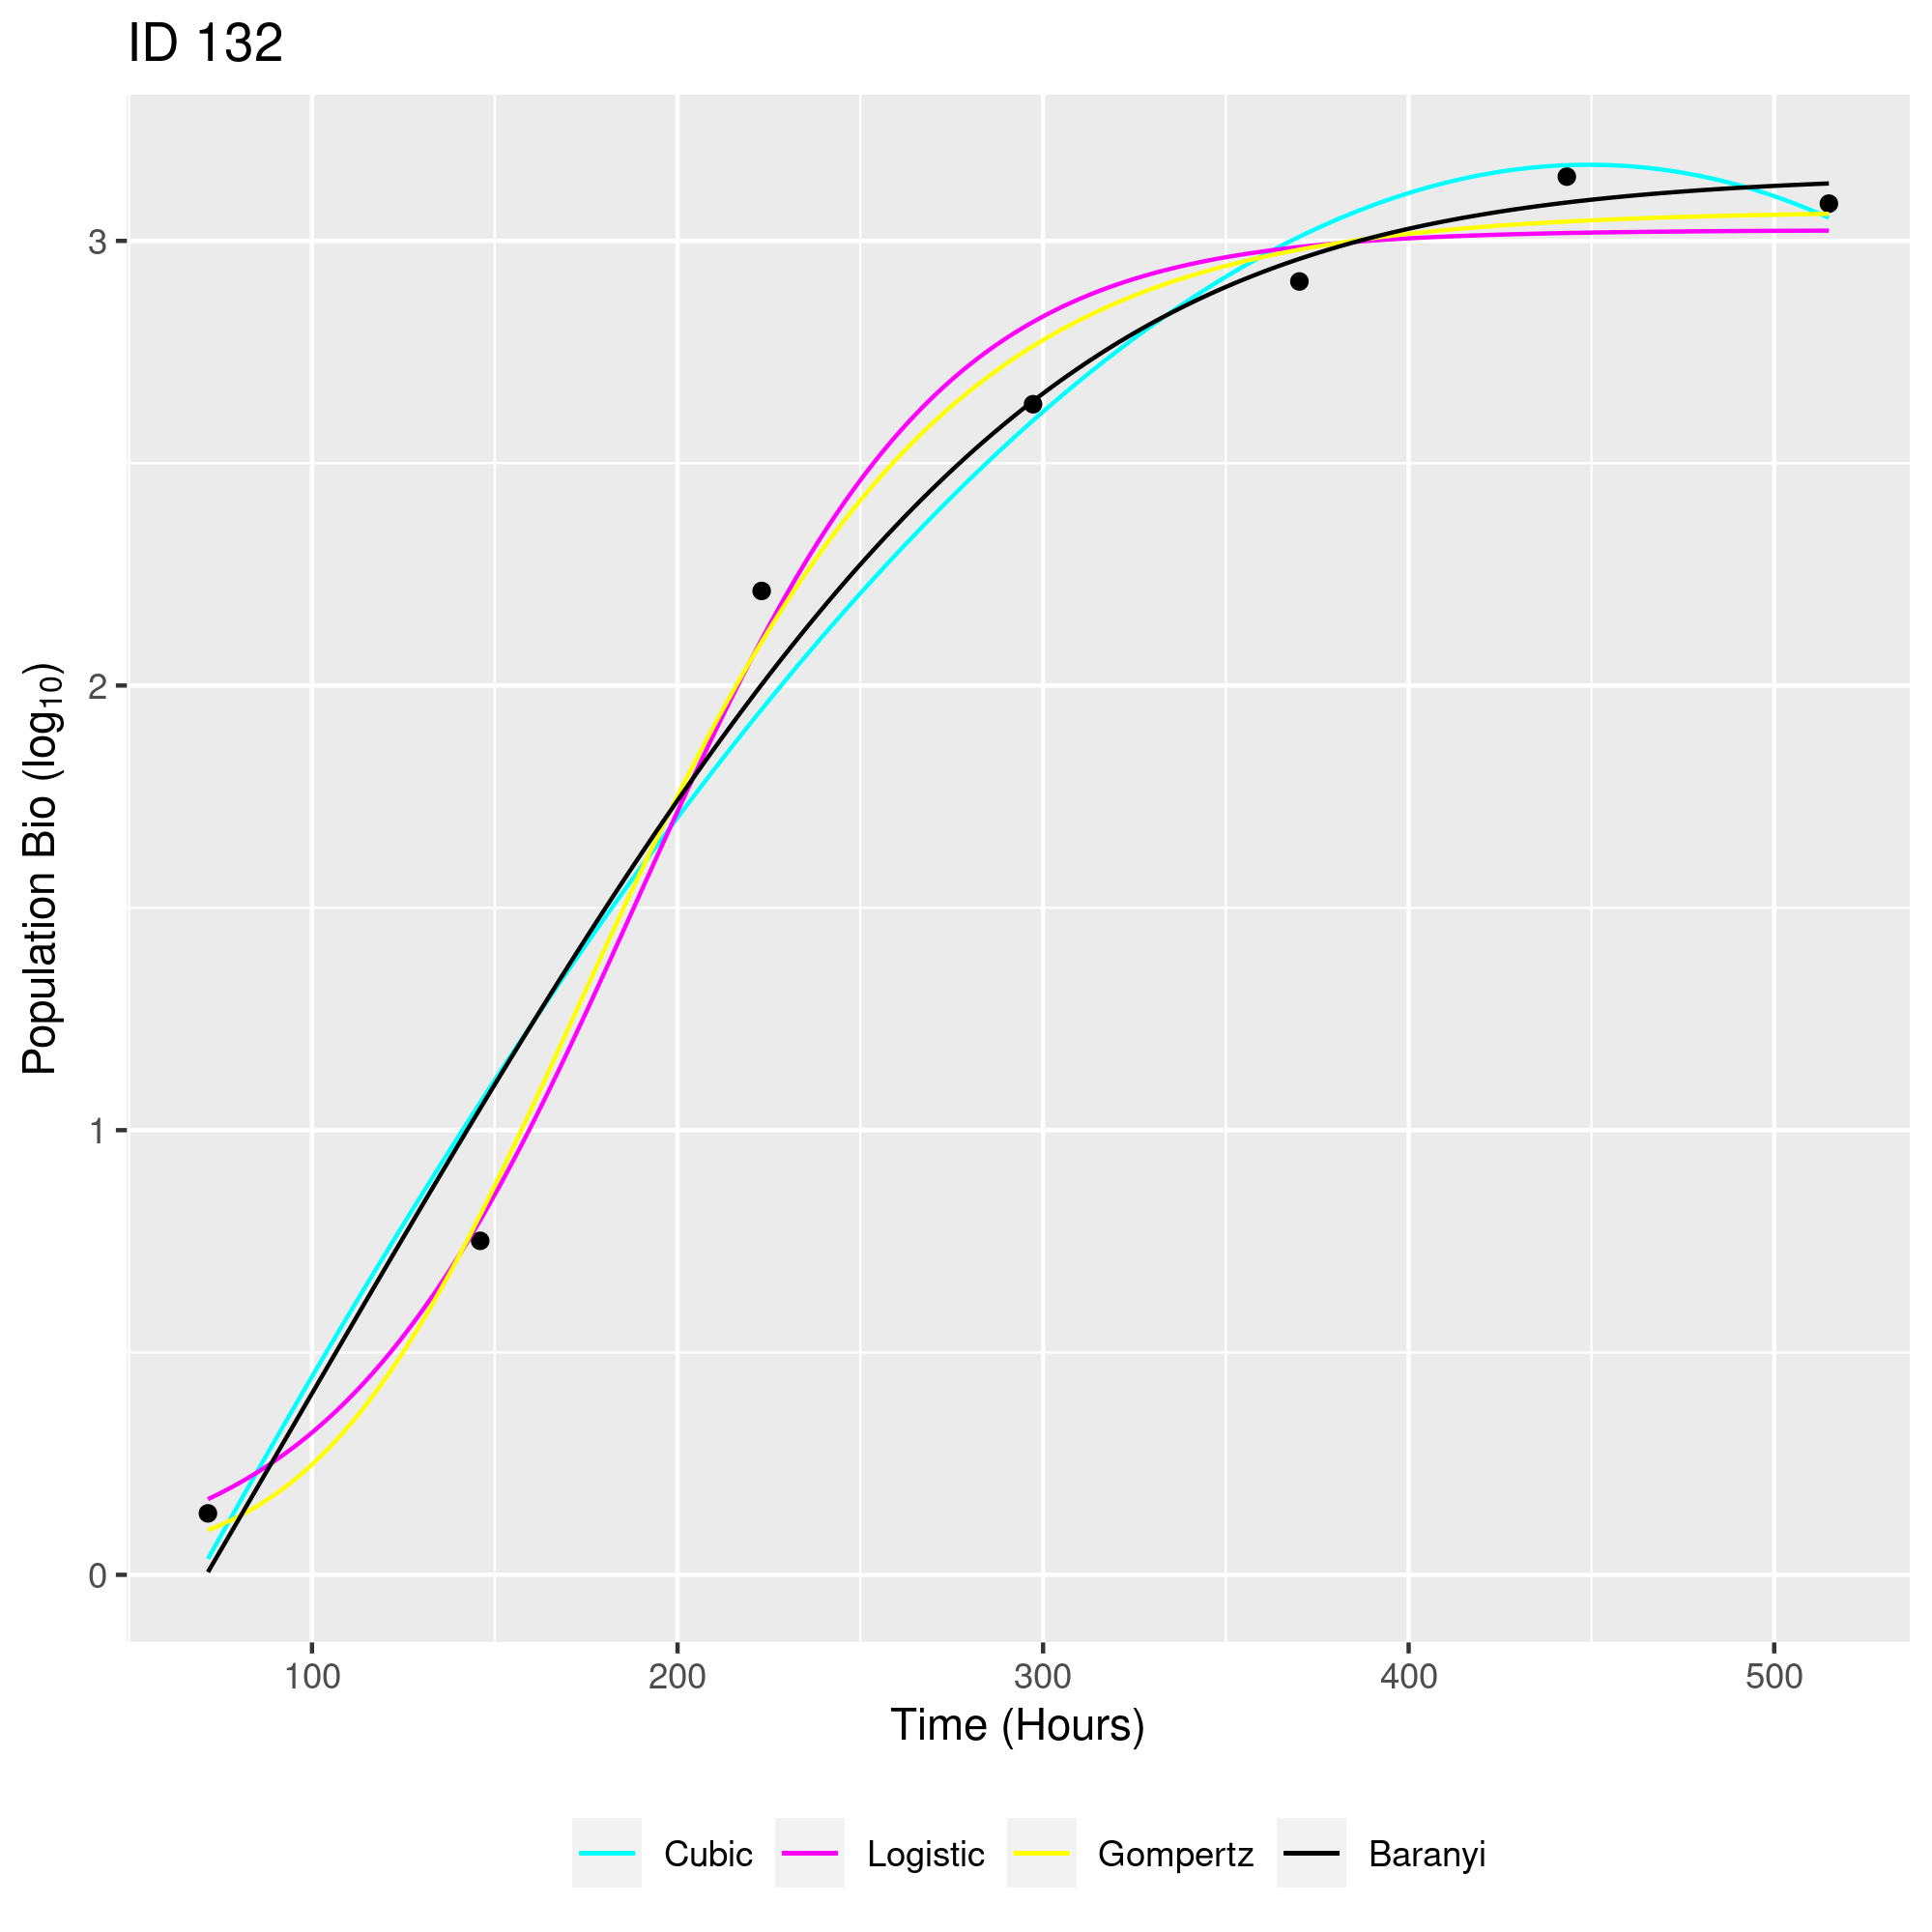 ID 132
Population Bio (log₁₀)
3
2
1
0
100 200 300 400 500
Time (Hours)
Cubic Logistic Gompertz Baranyi